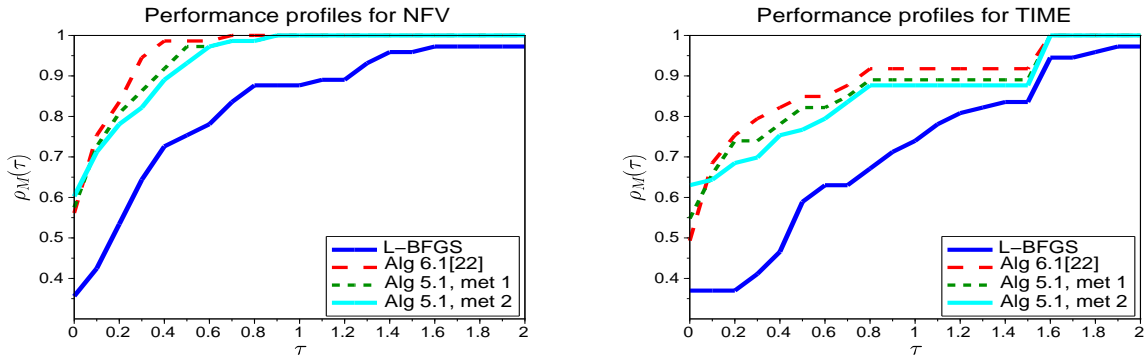 Performance profiles for NFV
1
0.9
0.8
0.7
0.6
0.5
0.4
ρM(τ)
0
0.2
0.4
0.6
0.8
1
1.2
1.4
1.6
1.8
2
τ
L−BFGS
Alg 6.1[22]
Alg 5.1, met 1
Alg 5.1, met 2
Performance profiles for TIME
1
0.9
0.8
0.7
0.6
0.5
0.4
ρM(τ)
0
0.2
0.4
0.6
0.8
1
1.2
1.4
1.6
1.8
2
τ
L−BFGS
Alg 6.1[22]
Alg 5.1, met 1
Alg 5.1, met 2